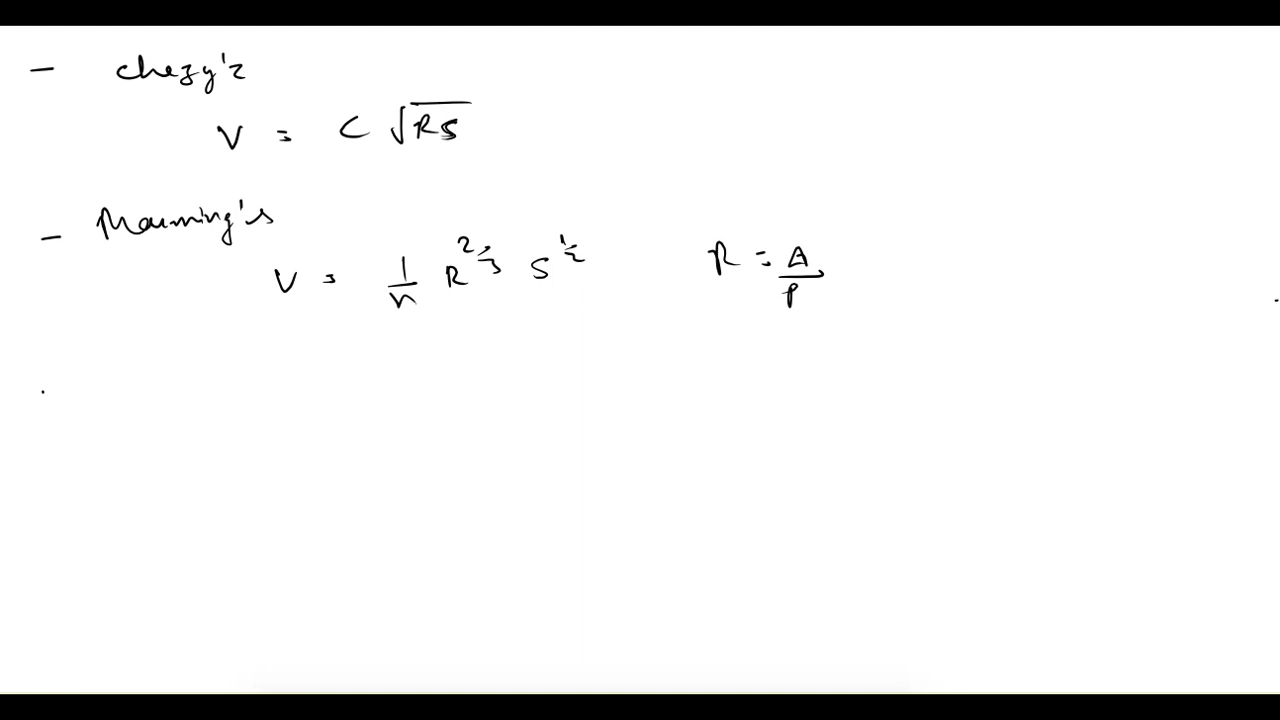 - Chezy'z
V = C √RS
- Manning's
V = 1/n R^2/3 S^1/2    R = A/P